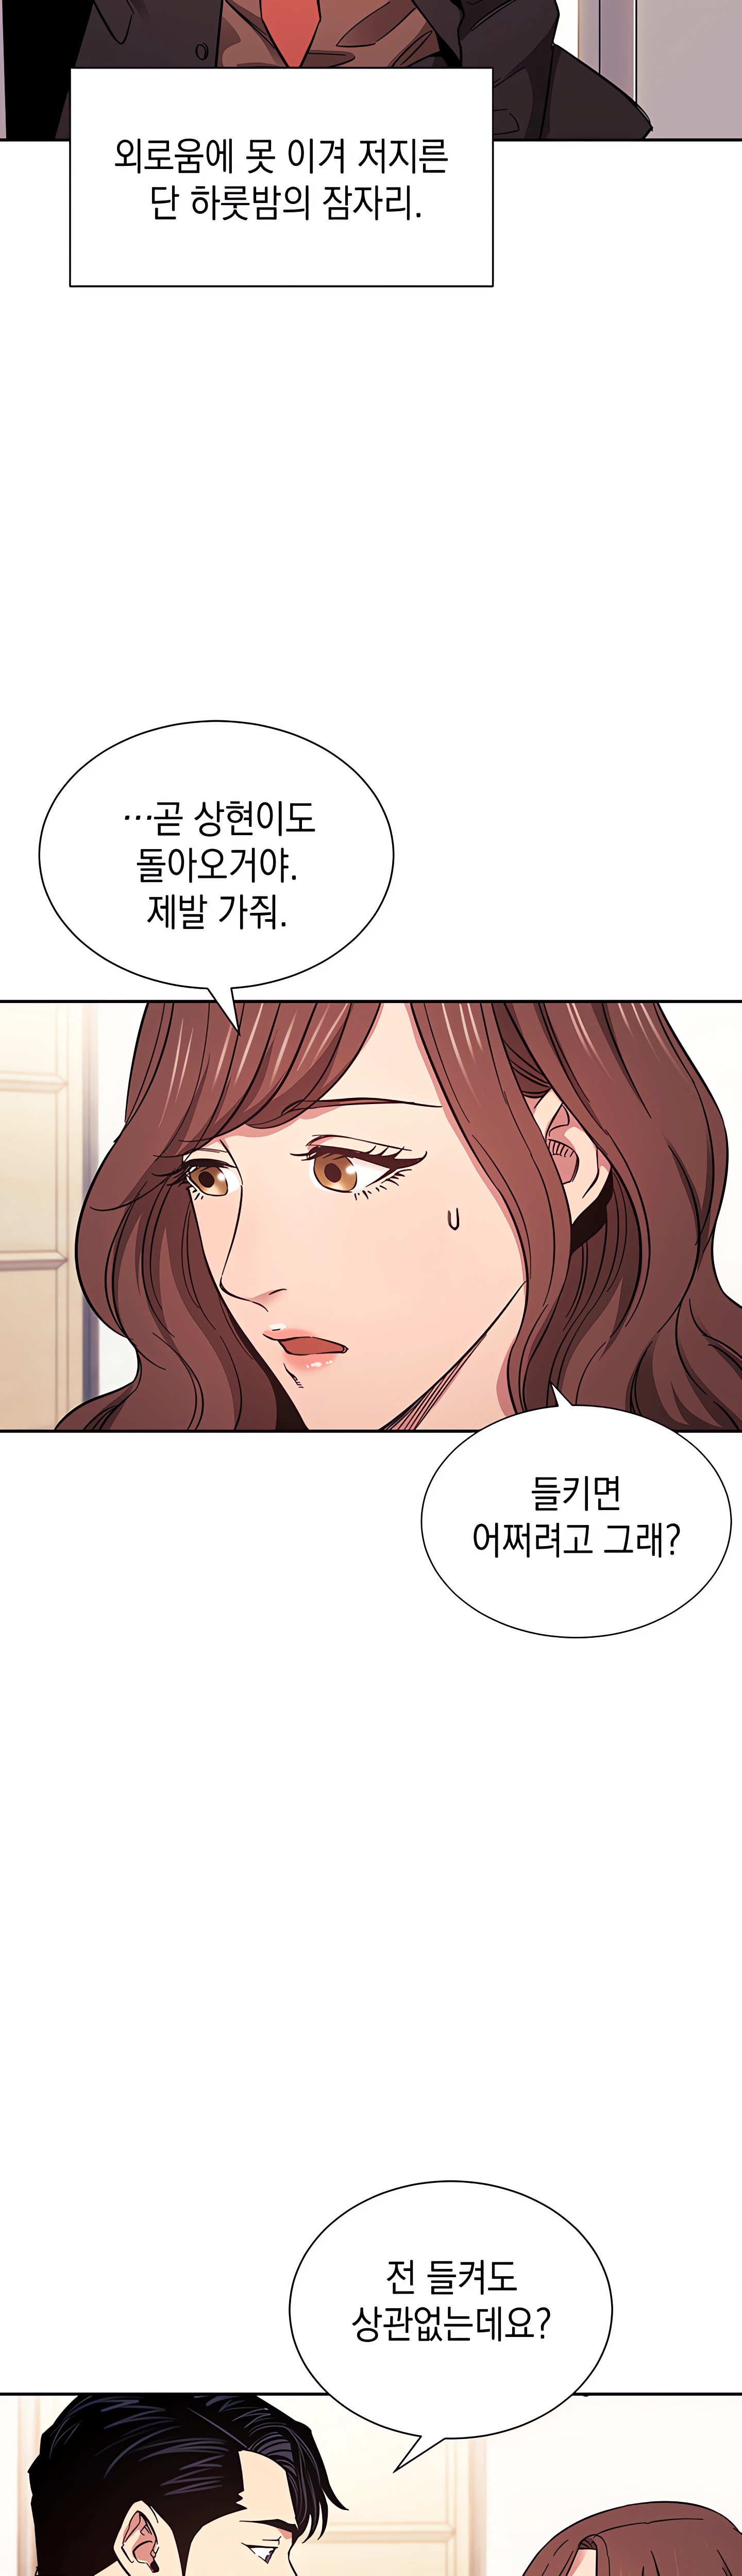 외로움에 못 이겨 저지른
단 하룻밤의 잠자리.
…곧 상현이도
돌아오거야.
제발 가줘.
들키면
어쩌려고 그래?
전 들켜도
상관없는데요?